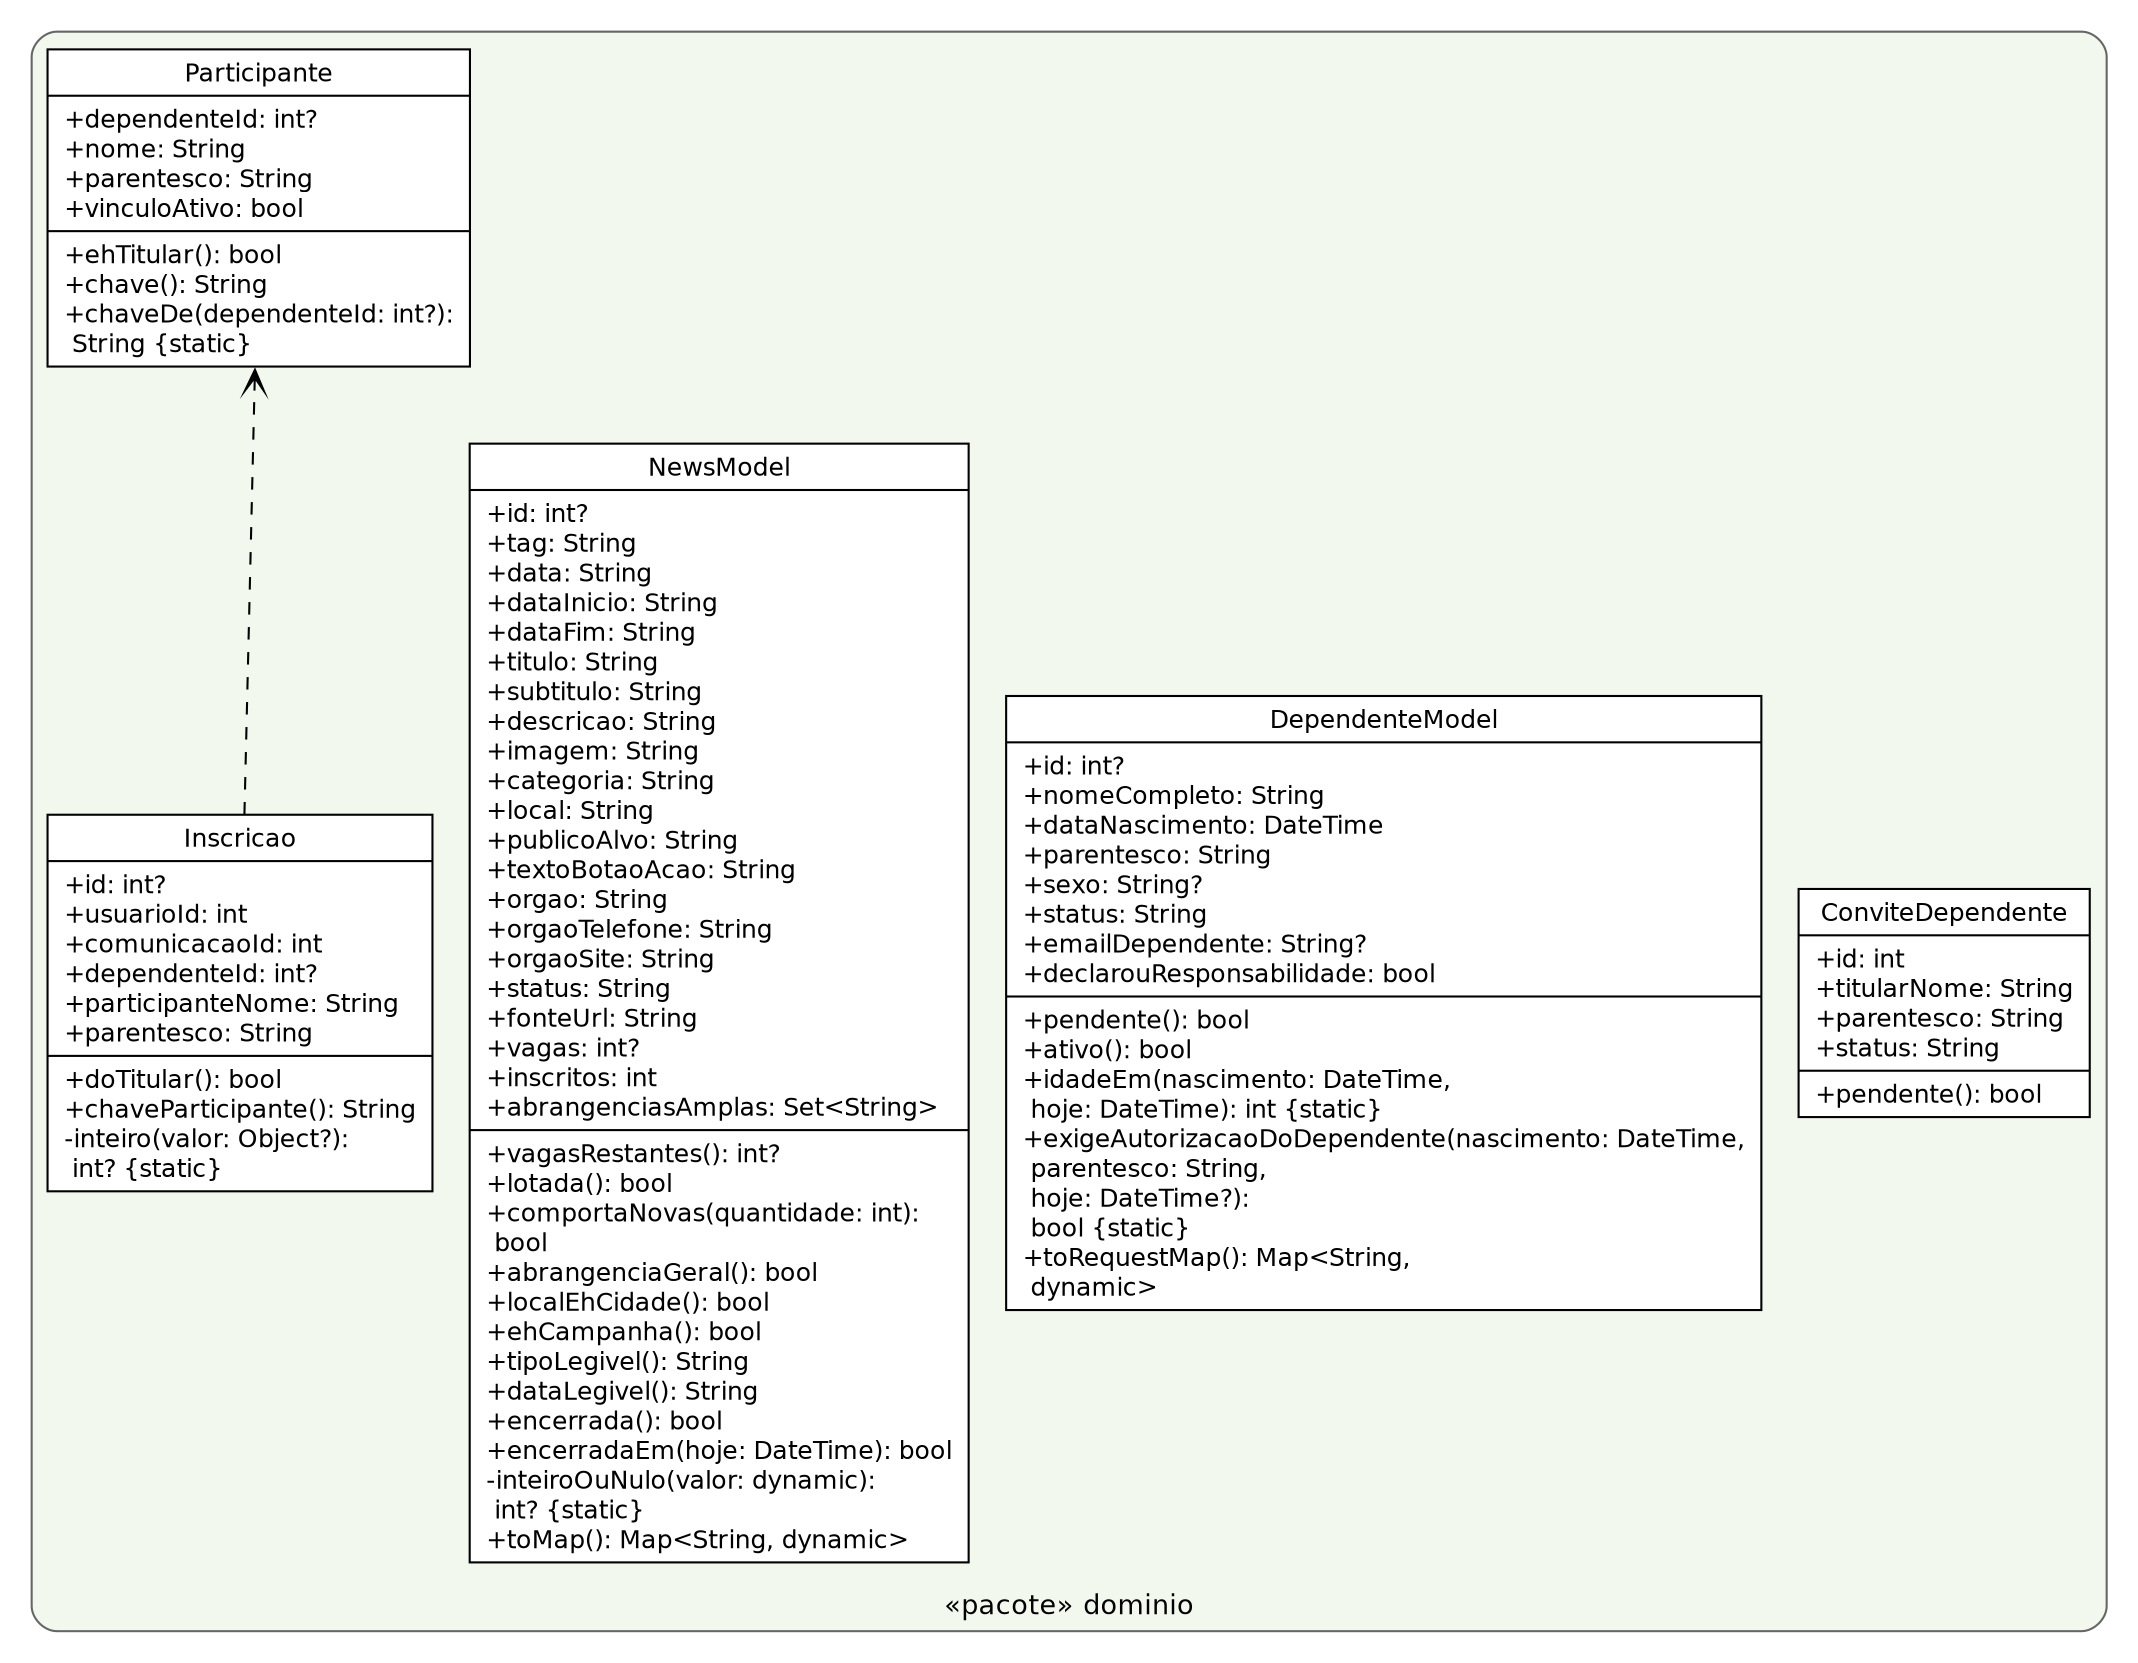 Participante
+dependenteId: int?
+nome: String
+parentesco: String
+vinculoAtivo: bool
+ehTitular(): bool
+chave(): String
+chaveDe(dependenteId: int?):
String {static}
Inscricao
+id: int?
+usuarioId: int
+comunicacaoId: int
+dependenteId: int?
+participanteNome: String
+parentesco: String
+doTitular(): bool
+chaveParticipante(): String
-inteiro(valor: Object?):
int? {static}
NewsModel
+id: int?
+tag: String
+data: String
+dataInicio: String
+dataFim: String
+titulo: String
+subtitulo: String
+descricao: String
+imagem: String
+categoria: String
+local: String
+publicoAlvo: String
+textoBotaoAcao: String
+orgao: String
+orgaoTelefone: String
+orgaoSite: String
+status: String
+fonteUrl: String
+vagas: int?
+inscritos: int
+abrangenciasAmplas: Set<String>
+vagasRestantes(): int?
+lotada(): bool
+comportaNovas(quantidade: int):
bool
+abrangenciaGeral(): bool
+localEhCidade(): bool
+ehCampanha(): bool
+tipoLegivel(): String
+dataLegivel(): String
+encerrada(): bool
+encerradaEm(hoje: DateTime): bool
-inteiroOuNulo(valor: dynamic):
int? {static}
+toMap(): Map<String, dynamic>
DependenteModel
+id: int?
+nomeCompleto: String
+dataNascimento: DateTime
+parentesco: String
+sexo: String?
+status: String
+emailDependente: String?
+declarouResponsabilidade: bool
+pendente(): bool
+ativo(): bool
+idadeEm(nascimento: DateTime,
hoje: DateTime): int {static}
+exigeAutorizacaoDoDependente(nascimento: DateTime,
parentesco: String,
hoje: DateTime?):
bool {static}
+toRequestMap(): Map<String,
dynamic>
ConviteDependente
+id: int
+titularNome: String
+parentesco: String
+status: String
+pendente(): bool
«pacote» dominio